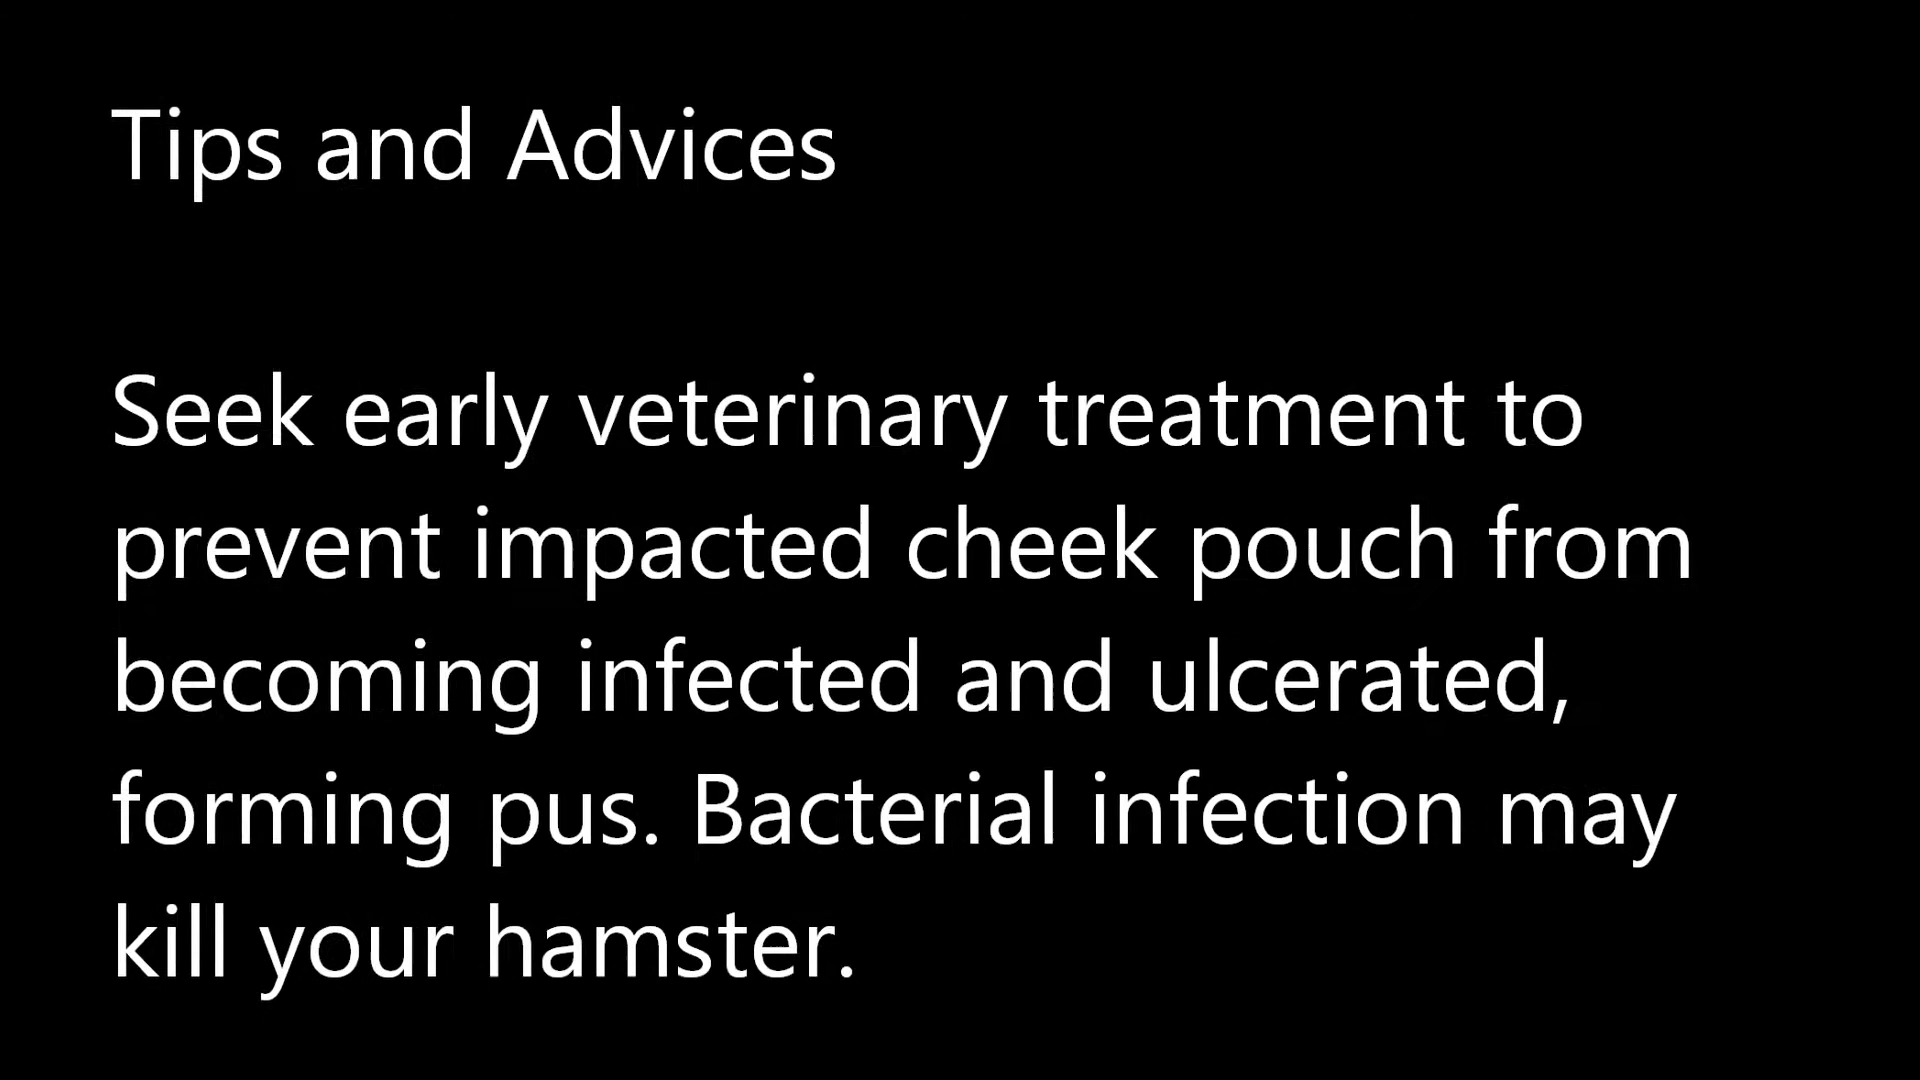 Tips and Advices
Seek early veterinary treatment to
prevent impacted cheek pouch from
becoming infected and ulcerated,
forming pus. Bacterial infection may
kill your hamster.